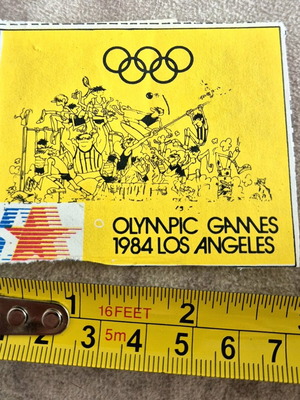 OLYMPIC GAMES
1984 LOS ANGELES
1 16FEET 2
2 3 5m 4 5 6 7